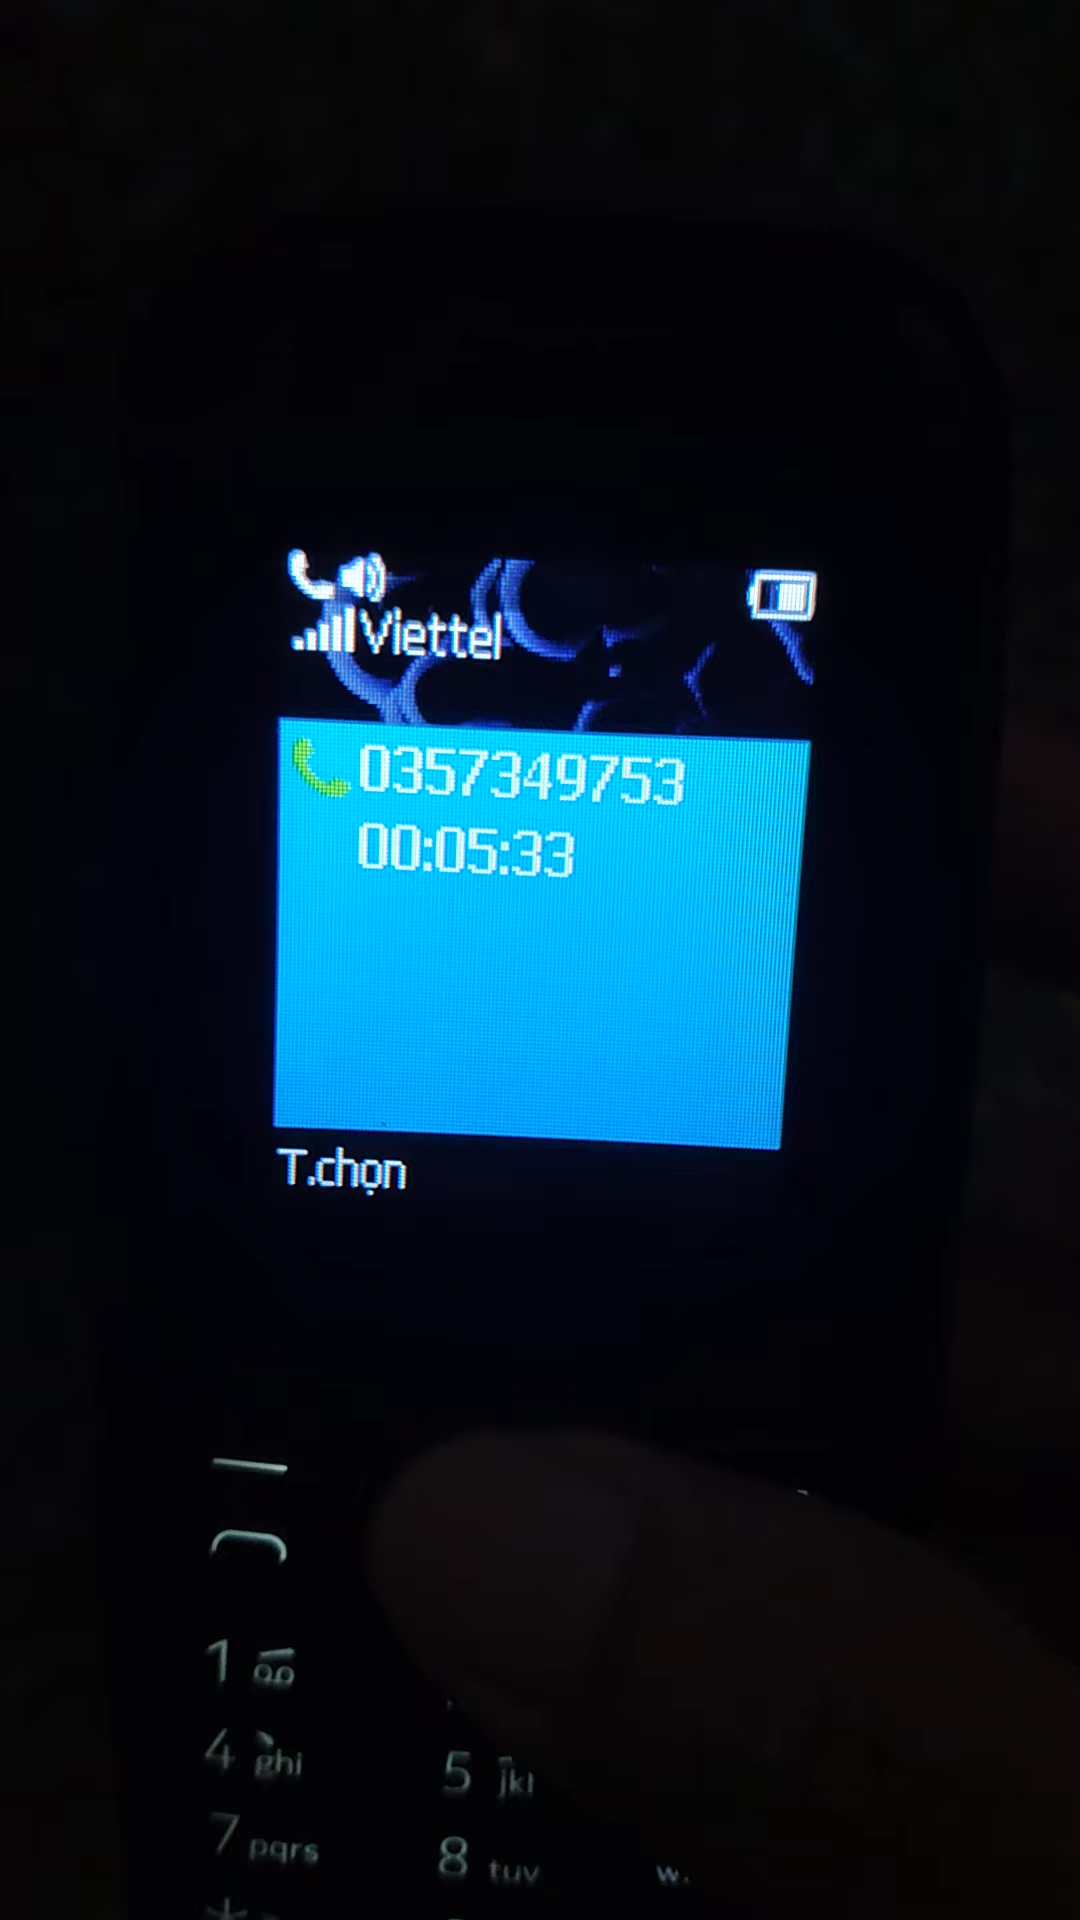 Viettel
0357349753
00:05:33
T.chọn
1
4 ghi
5 jkl
7 pqrs
8 tuv
w